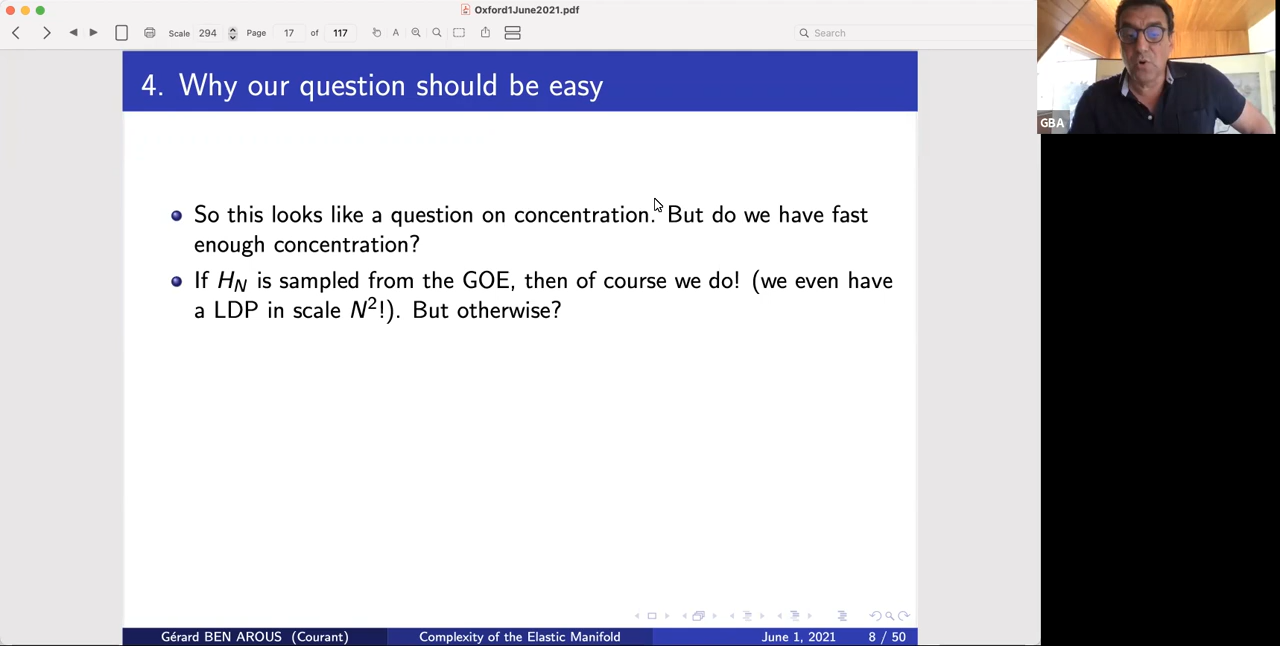 Oxford1June2021.pdf
Scale 294 Page 17 of 117 A Search
4. Why our question should be easy
So this looks like a question on concentration. But do we have fast
enough concentration?
If H_N is sampled from the GOE, then of course we do! (we even have
a LDP in scale N²!). But otherwise?
Gérard BEN AROUS (Courant) Complexity of the Elastic Manifold June 1, 2021 8 / 50
GBA